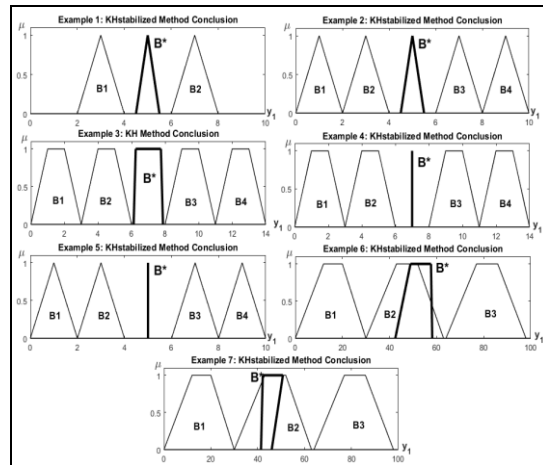 Example 1: KHstabilized Method Conclusion
μ
1
0.5
0
B1
B*
B2
0 2 4 6 8 10
y1
Example 2: KHstabilized Method Conclusion
μ
1
0.5
0
B1
B2
B*
B3
B4
0 2 4 6 8 10
y1
Example 3: KH Method Conclusion
μ
1
0.5
0
B1
B2
B*
B3
B4
0 2 4 6 8 10 12 14
y1
Example 4: KHstabilized Method Conclusion
μ
1
0.5
0
B1
B2
B*
B3
B4
0 2 4 6 8 10 12 14
y1
Example 5: KHstabilized Method Conclusion
μ
1
0.5
0
B1
B2
B*
B3
B4
0 2 4 6 8 10
y1
Example 6: KHstabilized Method Conclusion
μ
1
0.5
0
B1
B2
B*
B3
0 20 40 60 80 100
y1
Example 7: KHstabilized Method Conclusion
μ
1
0.5
0
B1
B*
B2
B3
0 20 40 60 80 100
y1